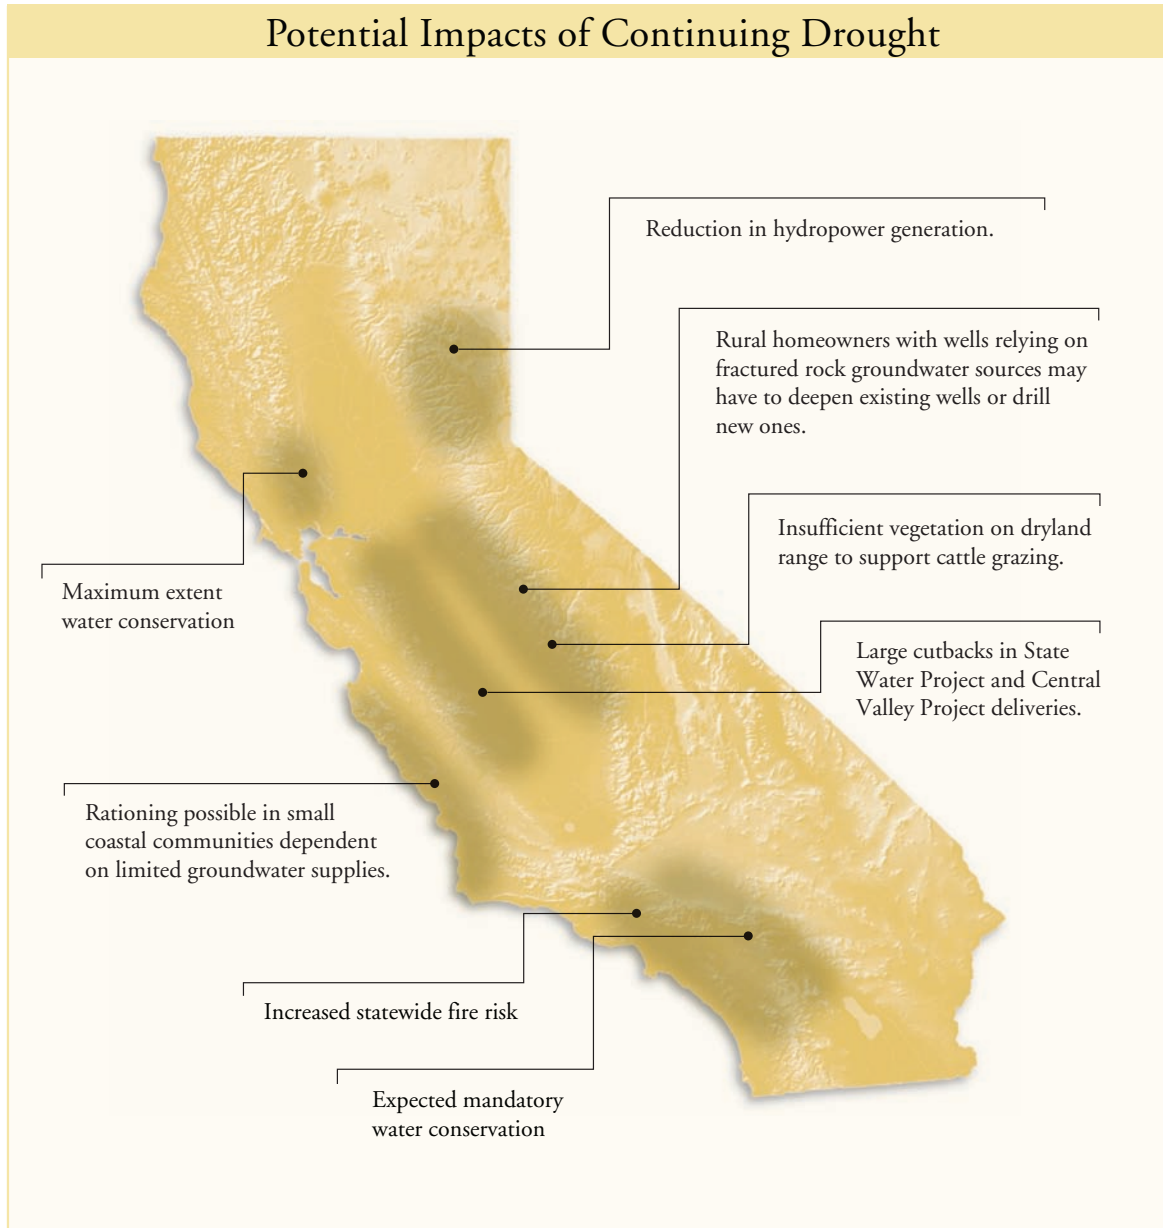 Potential Impacts of Continuing Drought
Reduction in hydropower generation.
Rural homeowners with wells relying on
fractured rock groundwater sources may
have to deepen existing wells or drill
new ones.
Insufficient vegetation on dryland
range to support cattle grazing.
Maximum extent
water conservation
Large cutbacks in State
Water Project and Central
Valley Project deliveries.
Rationing possible in small
coastal communities dependent
on limited groundwater supplies.
Increased statewide fire risk
Expected mandatory
water conservation